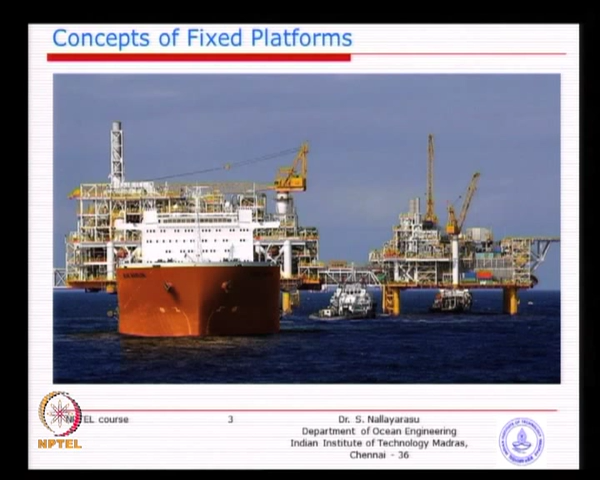 Concepts of Fixed Platforms
NPTEL course
3
Dr. S. Nallayarasu
Department of Ocean Engineering
Indian Institute of Technology Madras,
Chennai - 36
NPTEL